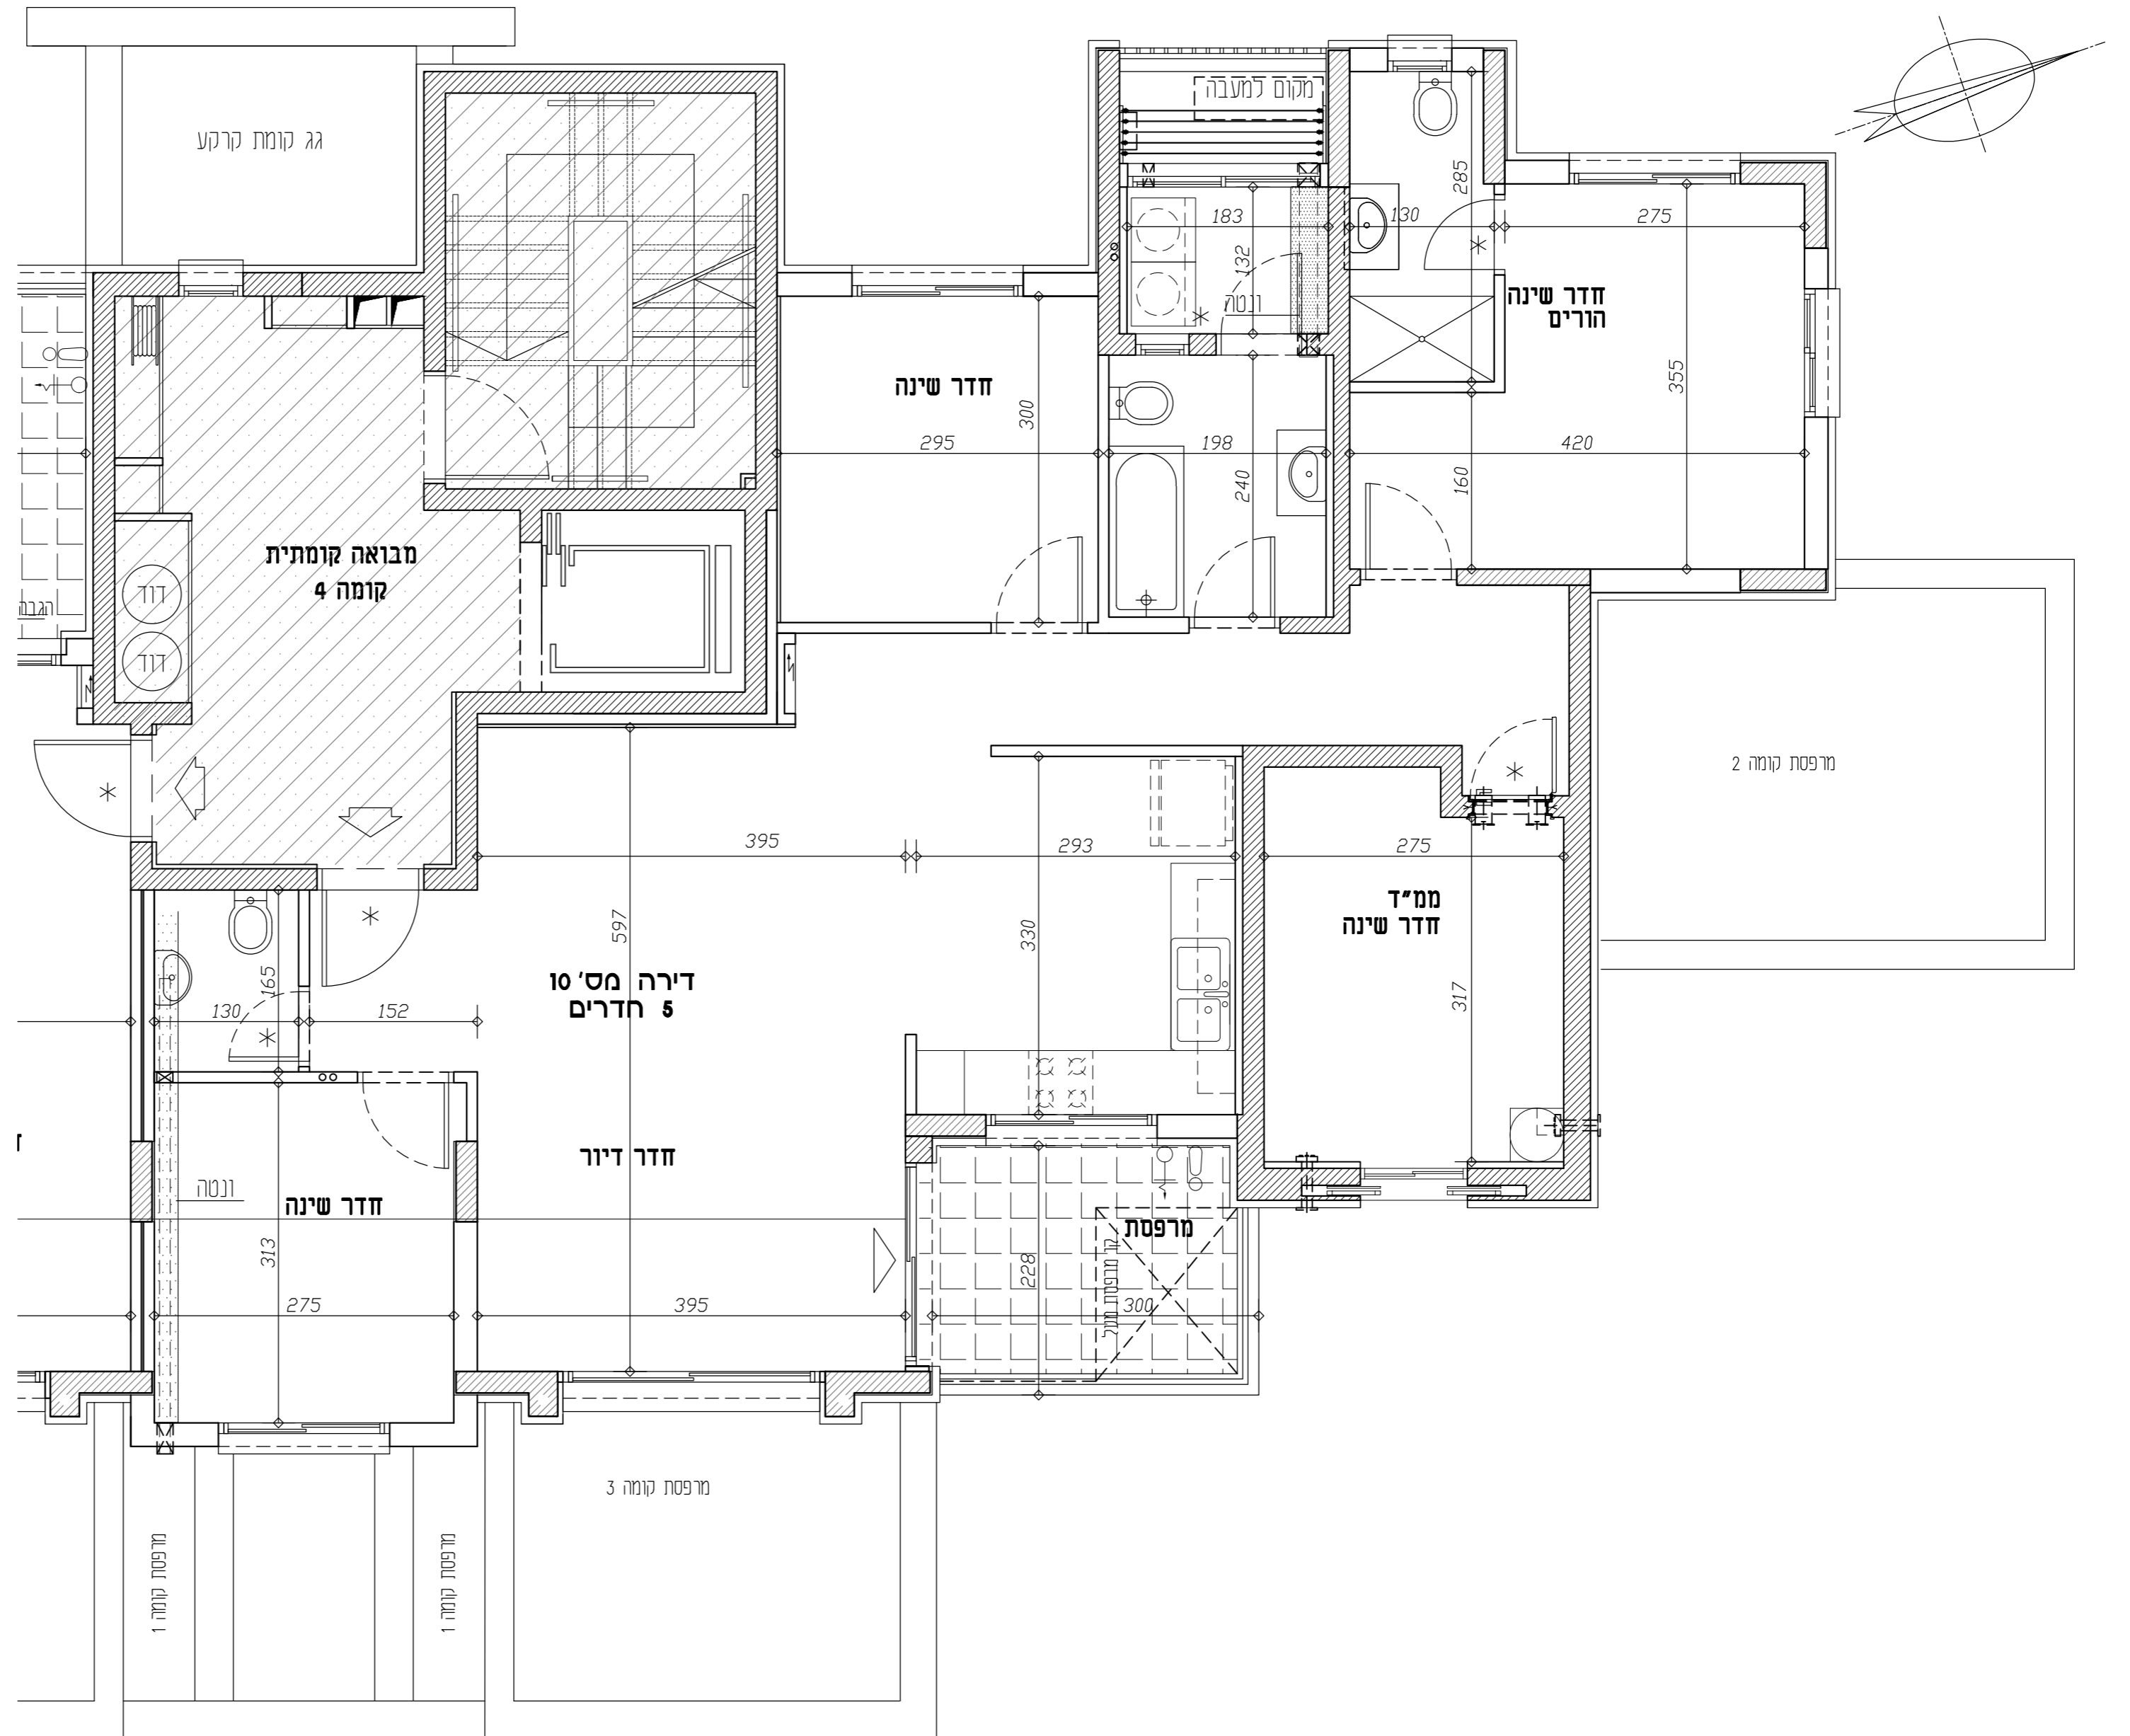 גג קומת קרקע
מקום למעבה
285
183
130
275
132
ונטה
חדר שינה
הורים
355
חדר שינה
300
295
198
420
240
160
מבואה קומתית
קומה 4
דוד
דוד
מרפסת קומה 2
395
293
275
ממ״ד
חדר שינה
597
330
317
דירה מס' 10
5 חדרים
165
130
152
חדר דיור
ונטה
חדר שינה
מרפסת
קו מרפסת ממעל
313
228
275
395
300
מרפסת קומה 3
מרפסת קומה 1
מרפסת קומה 1